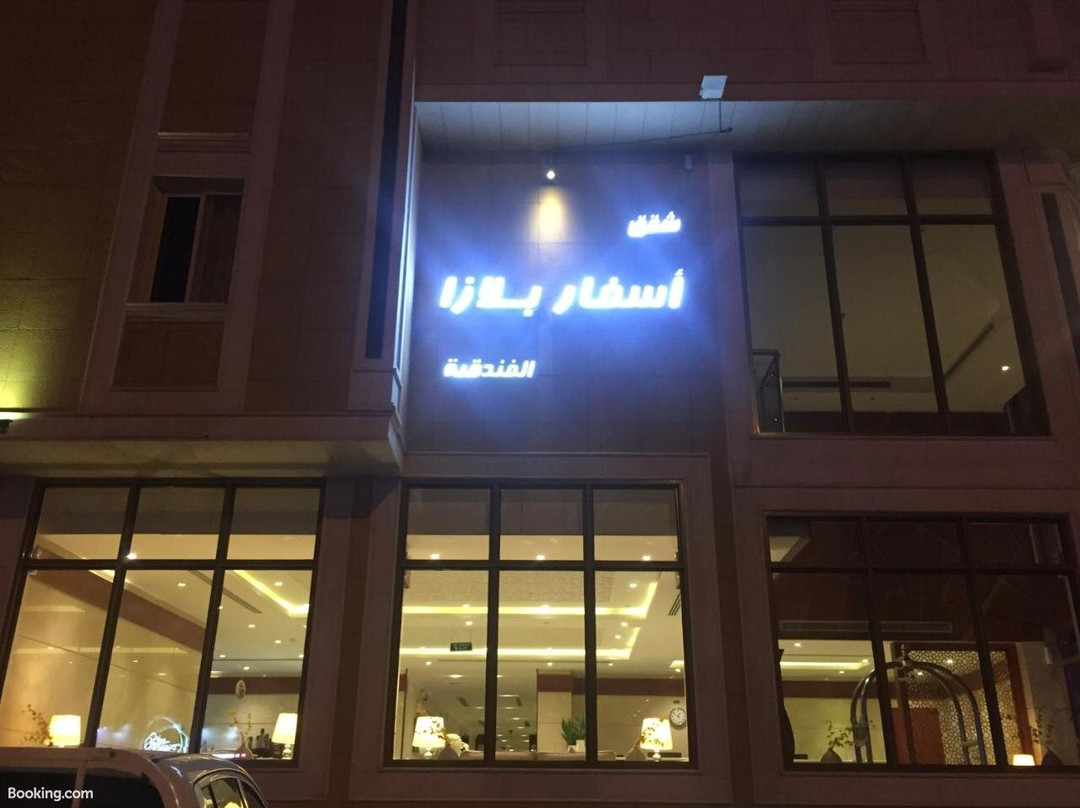 شقق
أسفار بلازا
الفندقية
Booking.com